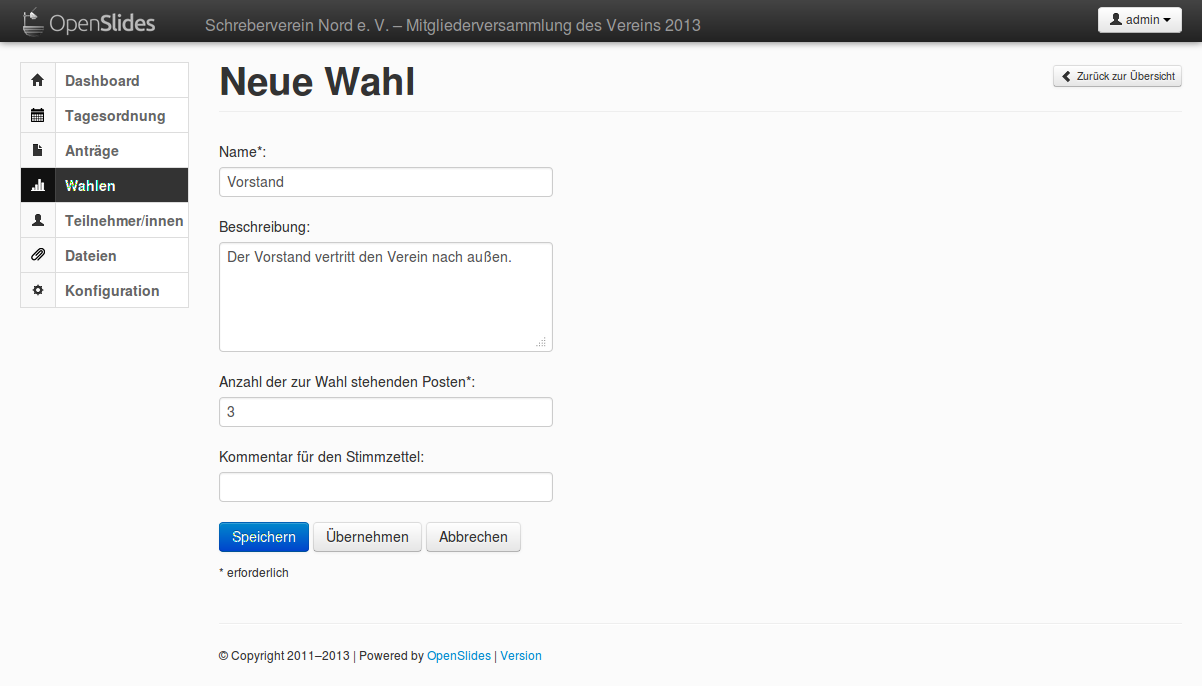 OpenSlides
Schreberverein Nord e. V. – Mitgliederversammlung des Vereins 2013
admin
Dashboard
Tagesordnung
Anträge
Wahlen
Teilnehmer/innen
Dateien
Konfiguration
Neue Wahl
Zurück zur Übersicht
Name*:
Vorstand
Beschreibung:
Der Vorstand vertritt den Verein nach außen.
Anzahl der zur Wahl stehenden Posten*:
3
Kommentar für den Stimmzettel:
Speichern Übernehmen Abbrechen
* erforderlich
© Copyright 2011–2013 | Powered by OpenSlides | Version